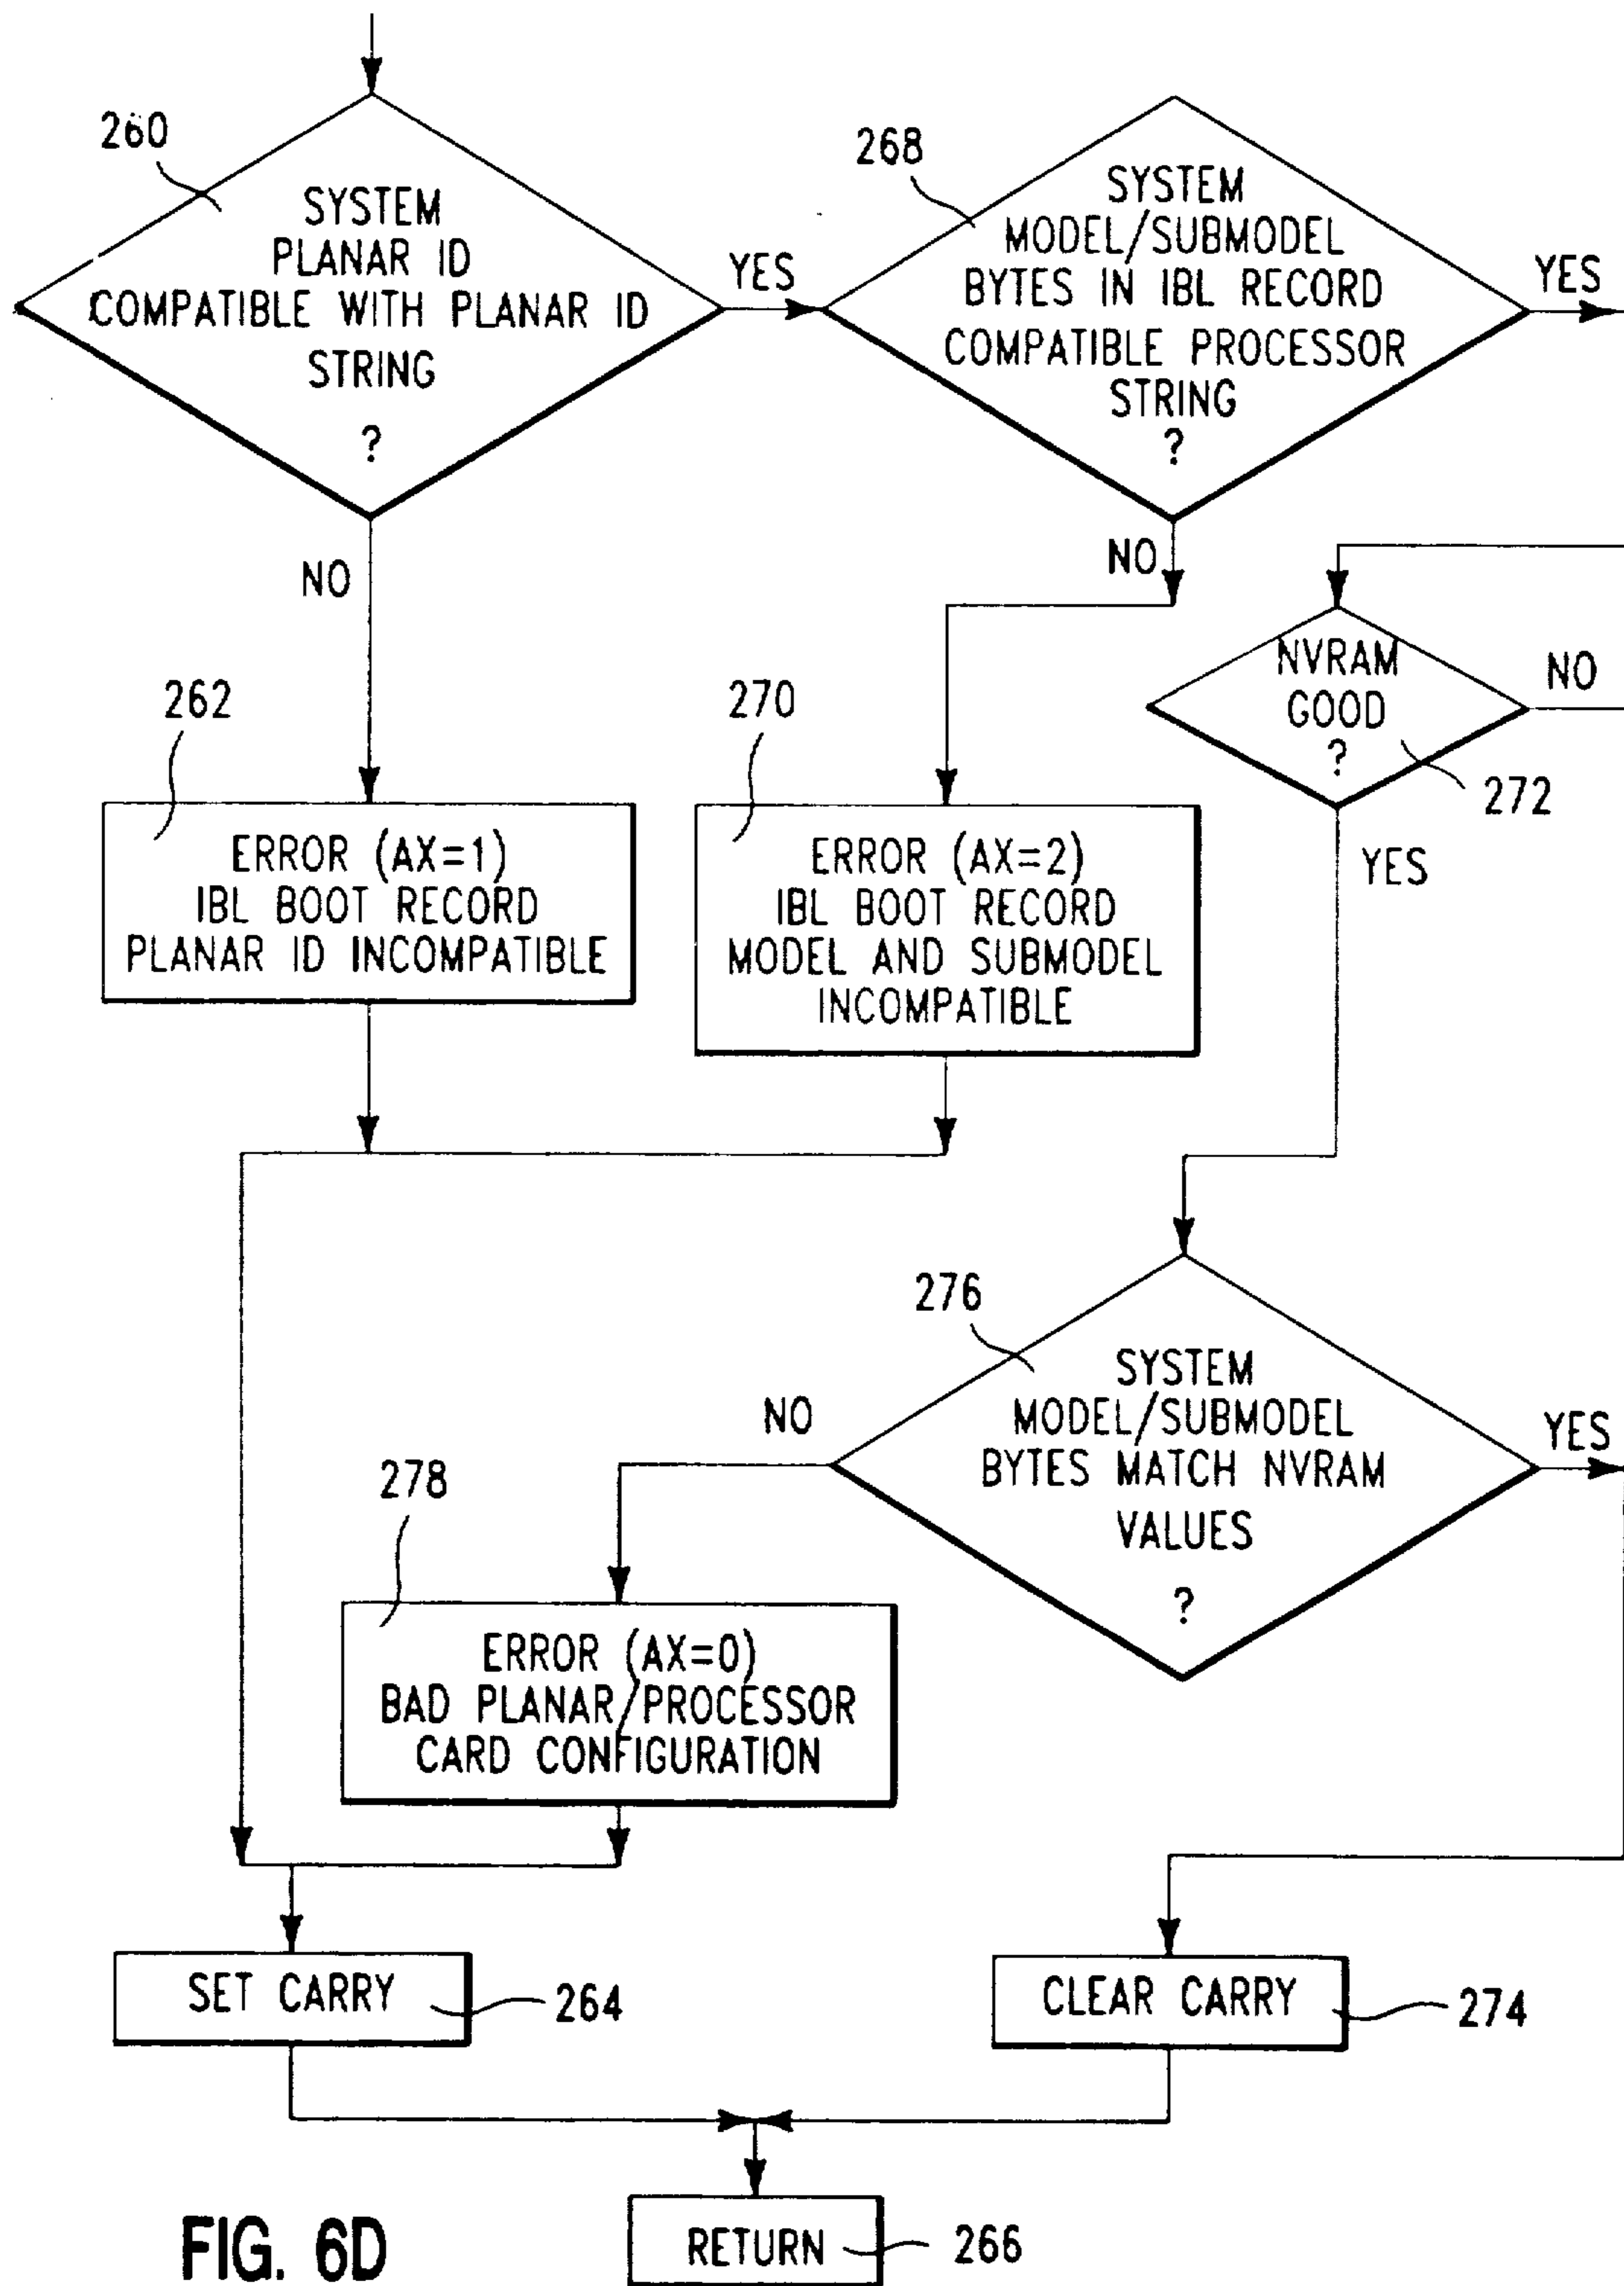 260
SYSTEM
PLANAR ID
COMPATIBLE WITH PLANAR ID
STRING
?
YES
NO
268
SYSTEM
MODEL/SUBMODEL
BYTES IN IBL RECORD
COMPATIBLE PROCESSOR
STRING
?
YES
NO
NVRAM
GOOD
?
NO
272
YES
262
ERROR (AX=1)
IBL BOOT RECORD
PLANAR ID INCOMPATIBLE
270
ERROR (AX=2)
IBL BOOT RECORD
MODEL AND SUBMODEL
INCOMPATIBLE
276
SYSTEM
MODEL/SUBMODEL
BYTES MATCH NVRAM
VALUES
?
NO
YES
278
ERROR (AX=0)
BAD PLANAR/PROCESSOR
CARD CONFIGURATION
SET CARRY
264
CLEAR CARRY
274
RETURN
266
FIG. 6D